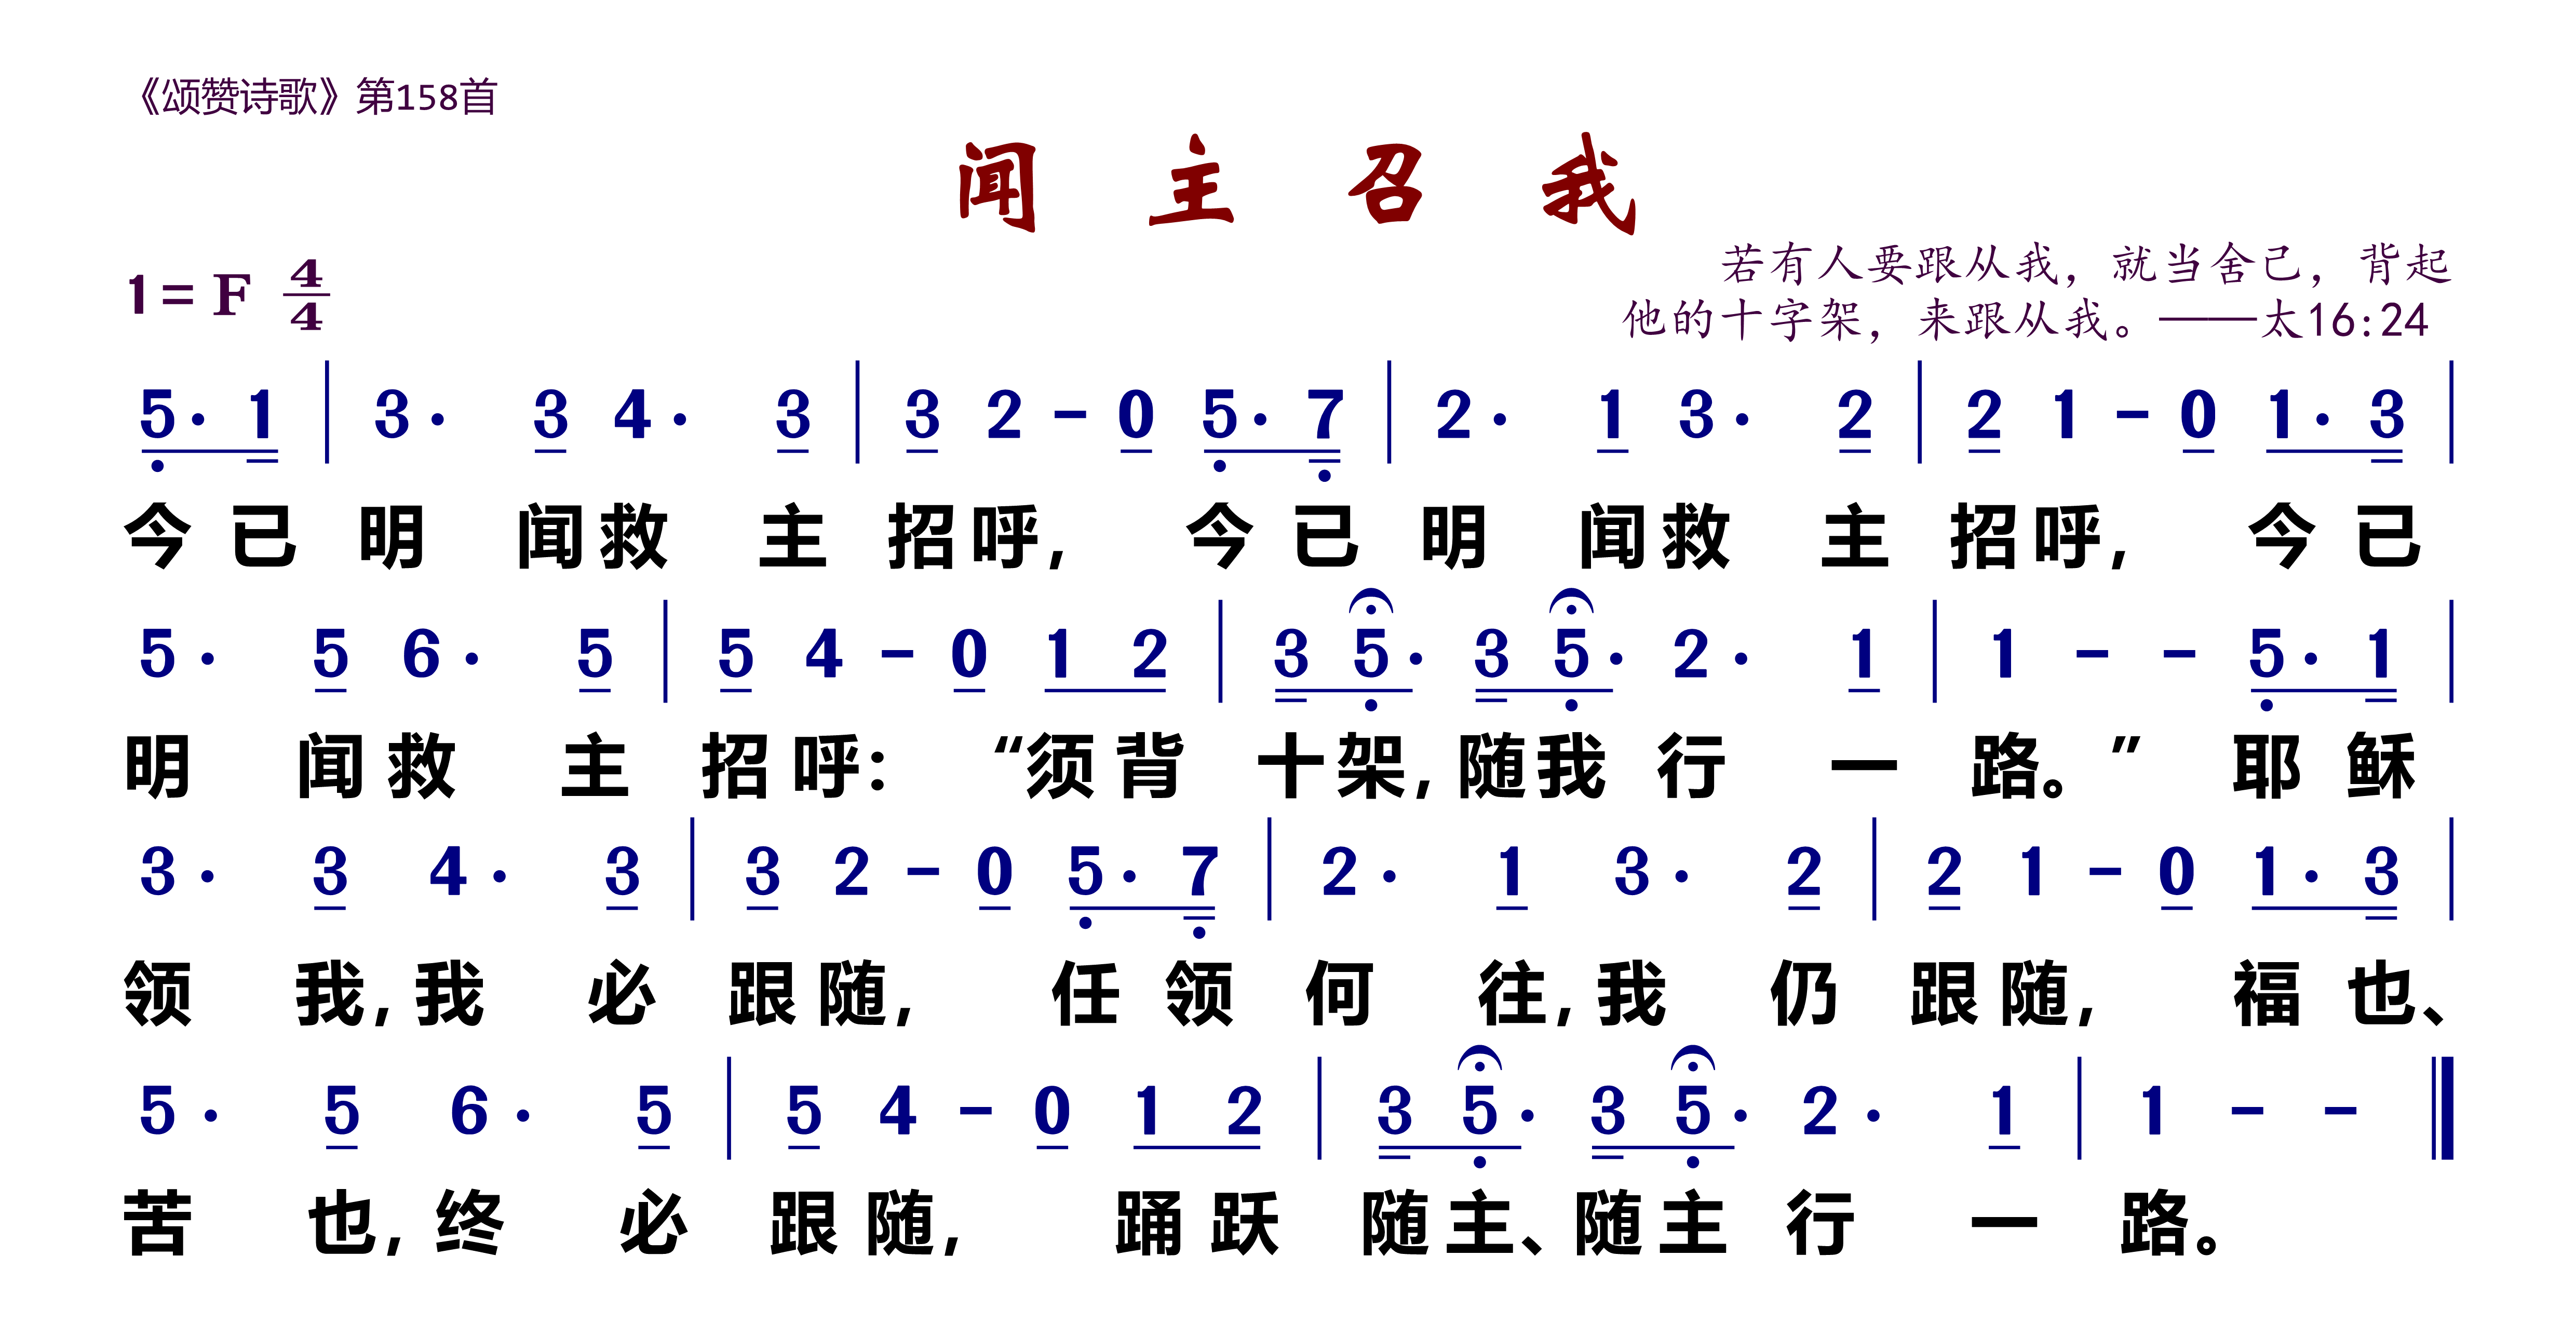 《颂赞诗歌》第158首
闻主召我
1= F 4/4
若有人要跟从我，就当舍己，背起
他的十字架，来跟从我。——太16:24
5· 1 | 3· 3 4· 3 | 3 2 - 0 5· 7 | 2· 1 3· 2 | 2 1 - 0 1· 3 |
今已明闻救主招呼，今已明闻救主招呼，今已
5· 5 6· 5 | 5 4 - 0 1 2 | 3 5· 3 5· 2· 1 | 1 - - 5· 1 |
明闻救主招呼：“须背十架，随我行一路。”耶稣
3· 3 4· 3 | 3 2 - 0 5· 7 | 2· 1 3· 2 | 2 1 - 0 1· 3 |
领我，我必跟随，任领何往，我仍跟随，福也、
5· 5 6· 5 | 5 4 - 0 1 2 | 3 5· 3 5· 2· 1 | 1 - - ‖
苦也，终必跟随，踊跃随主、随主行一路。